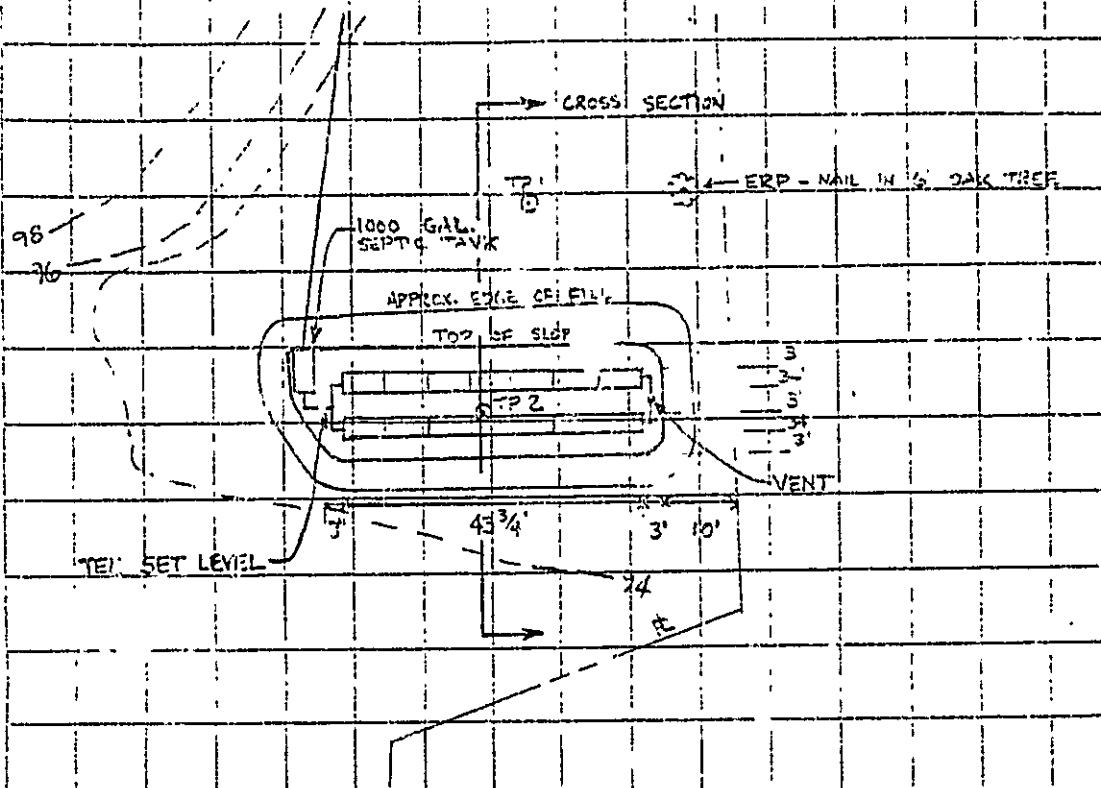 CROSS SECTION
TP 1
ERP - NAIL IN 6" OAK TREE
98
96
1000 GAL.
SEPTIC TANK
APPROX. EDGE OF FILL
TOP OF SLOP
3
3'
TP 2
3'
VENT
3'
43 3/4'
3'
10'
TEE SET LEVEL
94
PL